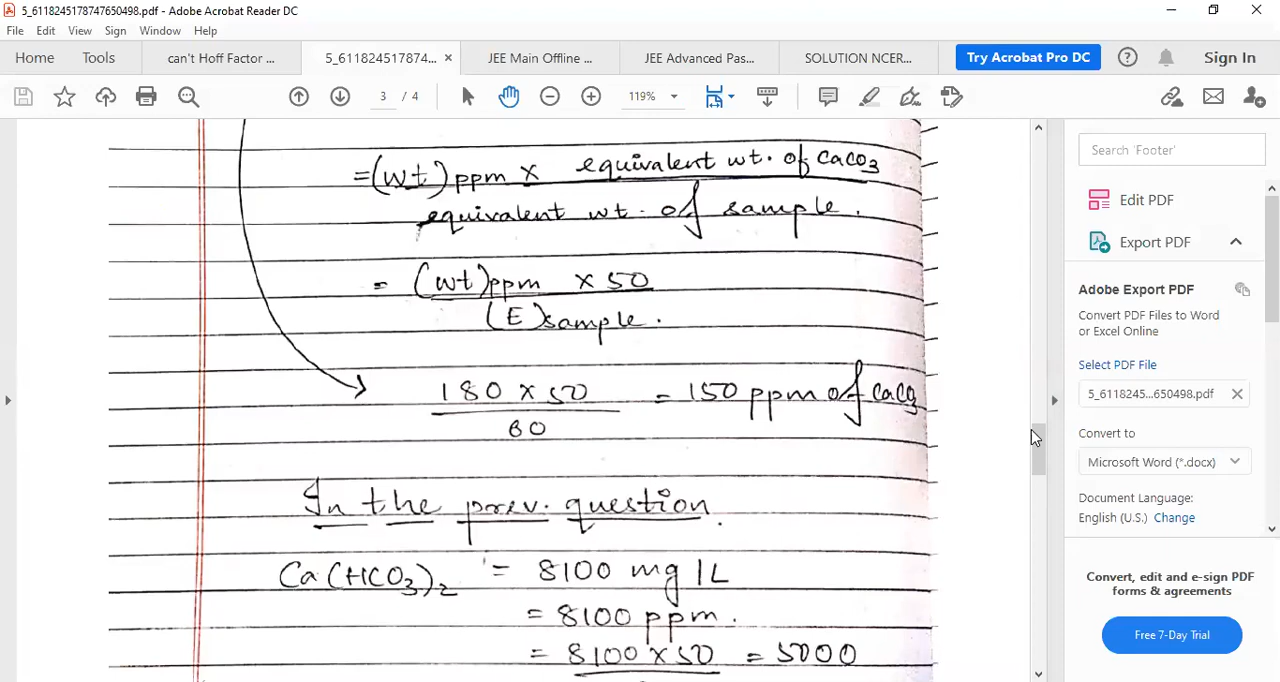 5_6118245178747650498.pdf - Adobe Acrobat Reader DC
File Edit View Sign Window Help
Home Tools can't Hoff Factor ... 5_611824517874... × JEE Main Offline ... JEE Advanced Pas... SOLUTION NCER... Try Acrobat Pro DC Sign In
3 / 4 119%
=(wt)ppm × equivalent wt. of CaCO3
equivalent wt. of sample.
= (wt)ppm × 50
(E)sample.
180 × 50 = 150 ppm of CaCO3
60
In the prev. question.
Ca(HCO3)2 = 8100 mg/L
= 8100 ppm.
= 8100 × 50 = 5000
Search 'Footer'
Edit PDF
Export PDF
Adobe Export PDF
Convert PDF Files to Word
or Excel Online
Select PDF File
5_6118245...650498.pdf ×
Convert to
Microsoft Word (*.docx)
Document Language:
English (U.S.) Change
Convert, edit and e-sign PDF
forms & agreements
Free 7-Day Trial